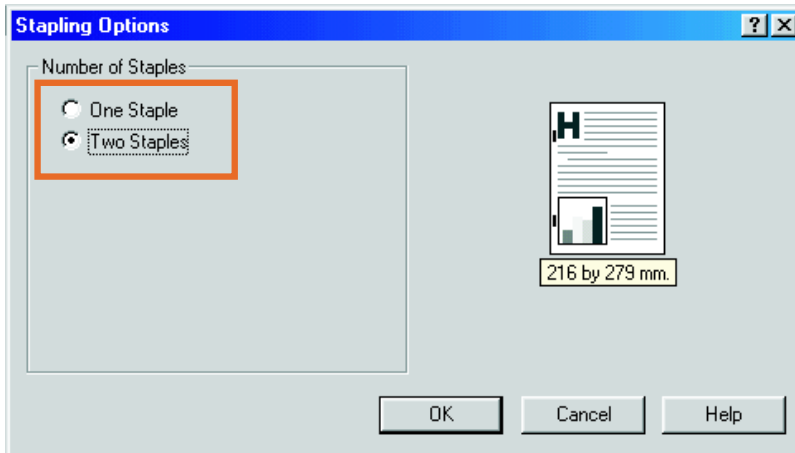 Stapling Options
Number of Staples
One Staple
Two Staples
H
216 by 279 mm.
OK Cancel Help